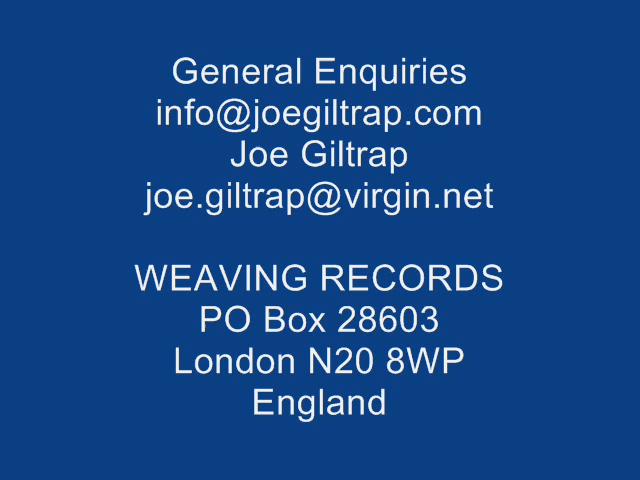 General Enquiries
info@joegiltrap.com
Joe Giltrap
joe.giltrap@virgin.net
WEAVING RECORDS
PO Box 28603
London N20 8WP
England